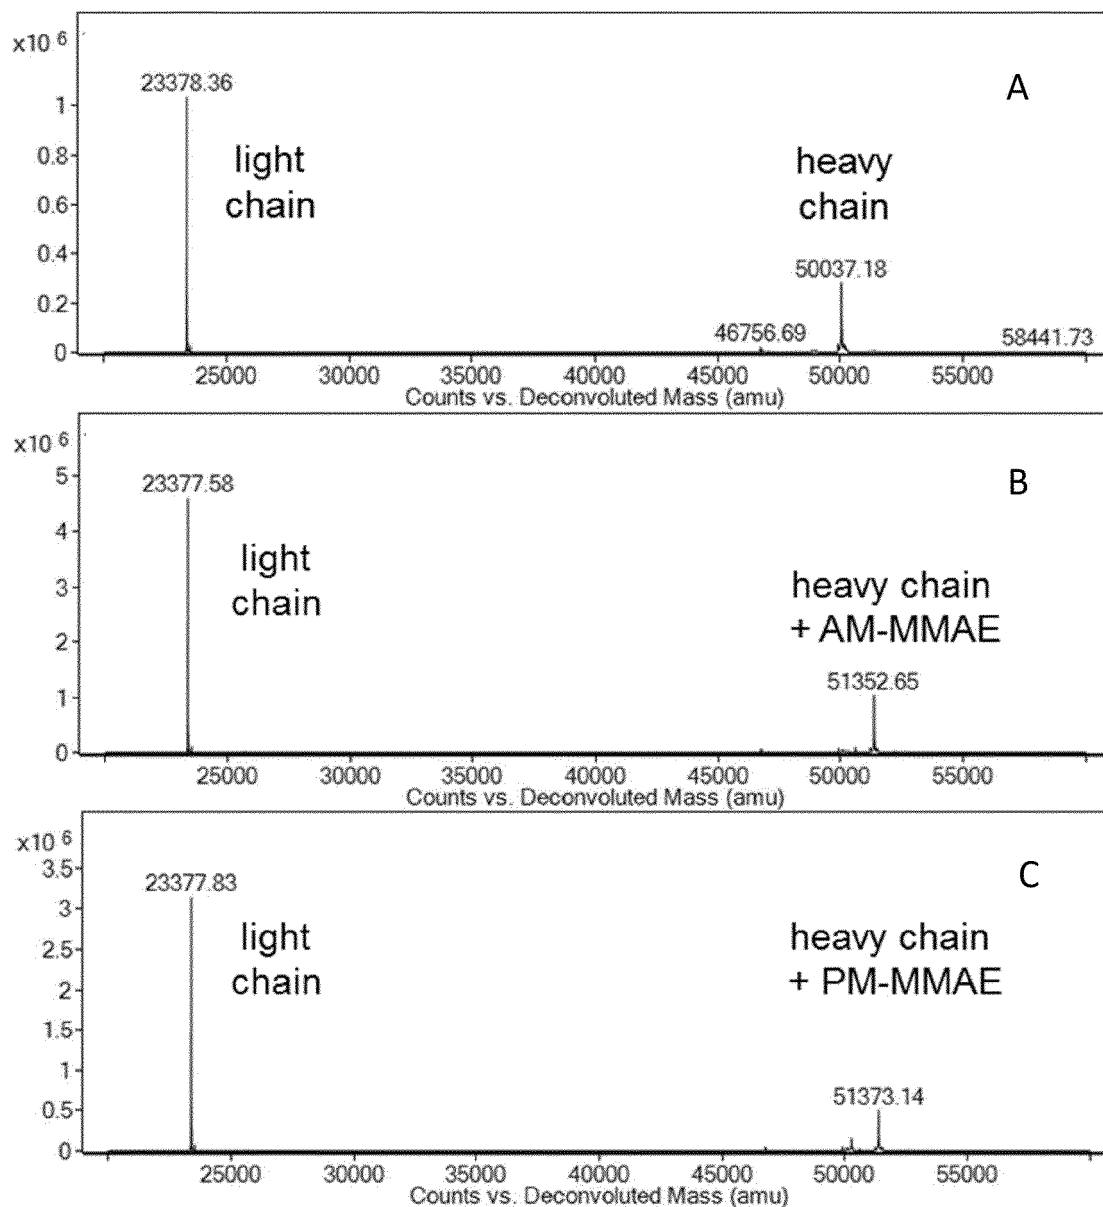 x10 6
A
23378.36
1
light
chain
heavy
chain
0.8
0.6
0.4
50037.18
0.2
46756.69
58441.73
0
25000 30000 35000 40000 45000 50000 55000
Counts vs. Deconvoluted Mass (amu)
x10 6
B
5
23377.58
4
light
chain
heavy chain
+ AM-MMAE
3
2
51352.65
1
0
25000 30000 35000 40000 45000 50000 55000
Counts vs. Deconvoluted Mass (amu)
x10 6
C
3.5
23377.83
3
light
chain
heavy chain
+ PM-MMAE
2.5
2
1.5
1
51373.14
0.5
0
25000 30000 35000 40000 45000 50000 55000
Counts vs. Deconvoluted Mass (amu)